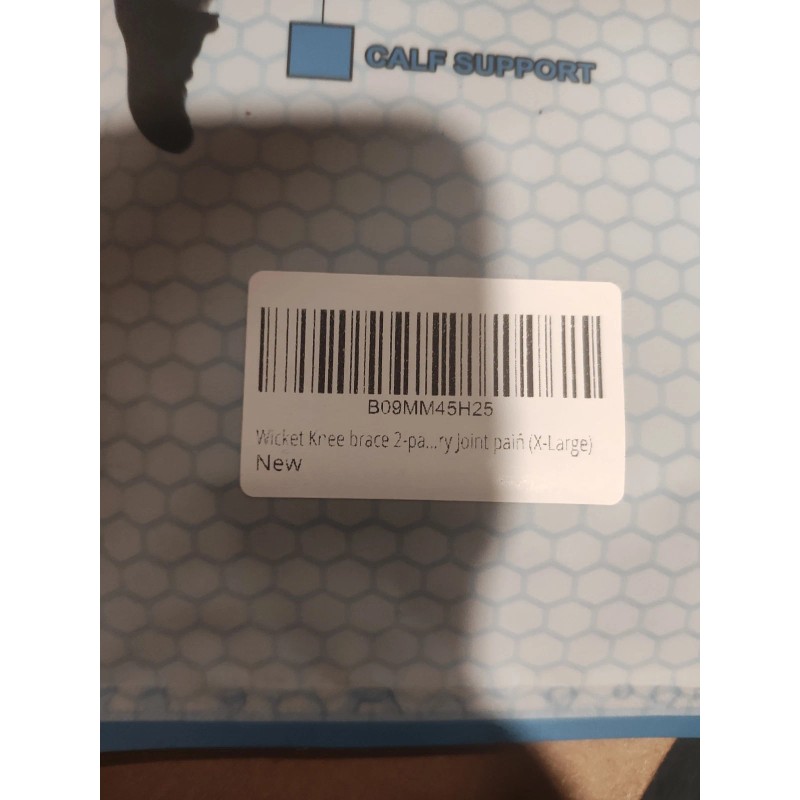 CALF SUPPORT
B09MM45H25
Wicket Knee brace 2-pa...ry joint pain (X-Large)
New